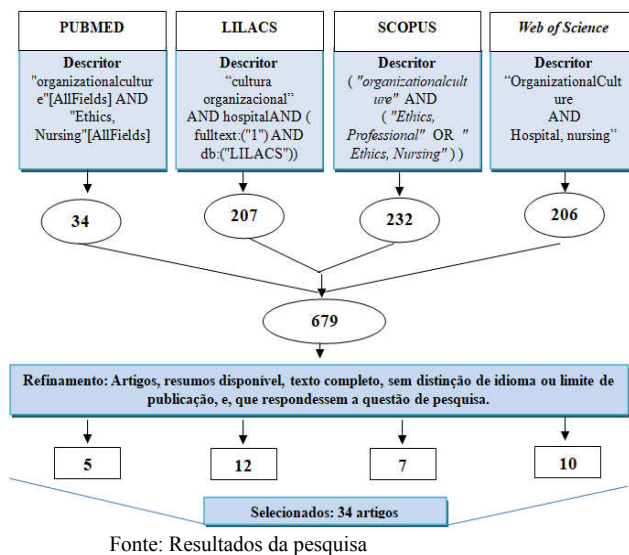 PUBMED
Descritor
"organizationalcultur
e"[AllFields] AND
"Ethics,
Nursing"[AllFields]
LILACS
Descritor
“cultura
organizacional”
AND hospitalAND (
fulltext:("1") AND
db:("LILACS"))
SCOPUS
Descritor
( "organizationalcult
ure" AND
( "Ethics,
Professional" OR "
Ethics, Nursing" ) )
Web of Science
Descritor
“OrganizationalCult
ure
AND
Hospital, nursing”
34
207
232
206
679
Refinamento: Artigos, resumos disponível, texto completo, sem distinção de idioma ou limite de
publicação, e, que respondessem a questão de pesquisa.
5
12
7
10
Selecionados: 34 artigos
Fonte: Resultados da pesquisa